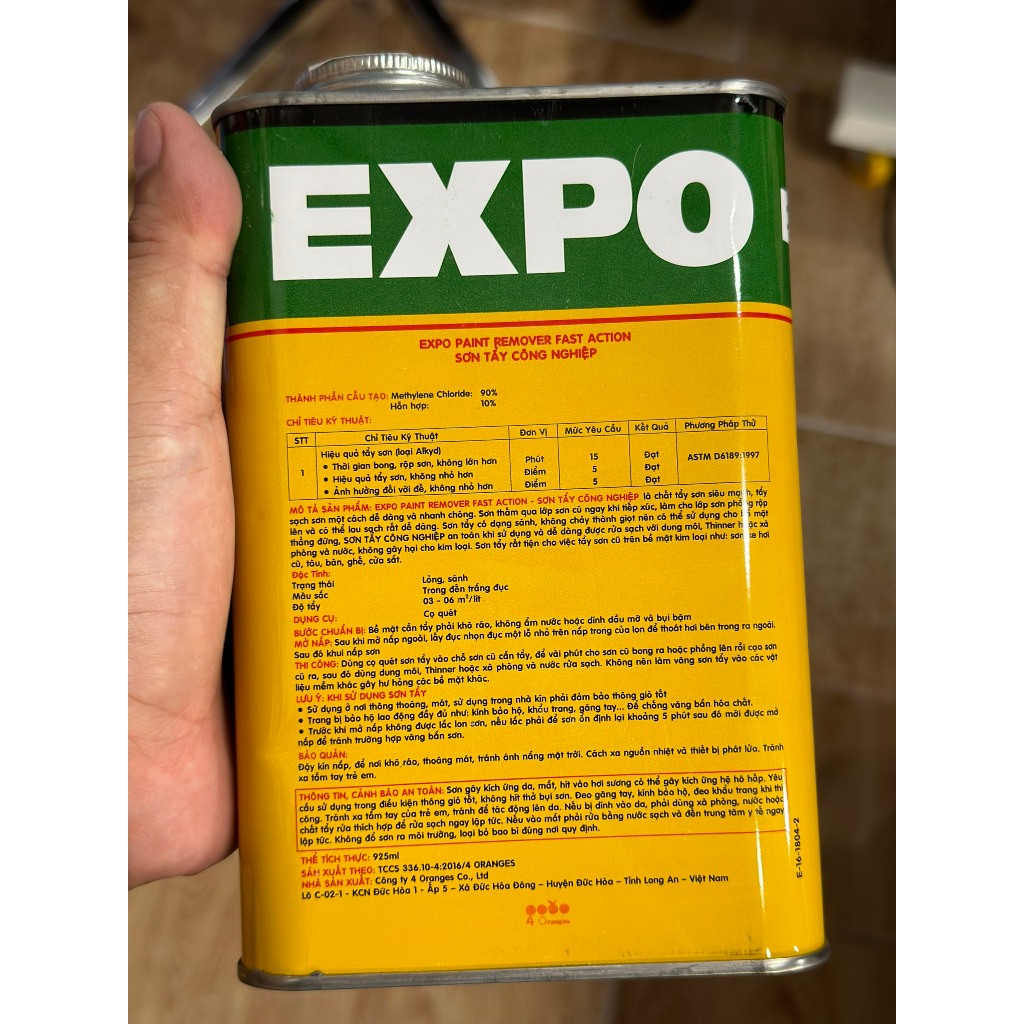 EXPO
EXPO PAINT REMOVER FAST ACTION
SƠN TẨY CÔNG NGHIỆP
THÀNH PHẦN CẤU TẠO: Methylene Chloride: 90%
Hỗn hợp: 10%
CHỈ TIÊU KỸ THUẬT:
STT Chỉ Tiêu Kỹ Thuật Đơn Vị Mức Yêu Cầu Kết Quả Phương Pháp Thử
1 Hiệu quả tẩy sơn (loại Alkyd)
• Thời gian bong, rộp sơn, không lớn hơn Phút 15 Đạt ASTM D6189:1997
• Hiệu quả tẩy sơn, không nhỏ hơn Điểm 5 Đạt
• Ảnh hưởng đối với đế, không nhỏ hơn Điểm 5 Đạt
MÔ TẢ SẢN PHẨM: EXPO PAINT REMOVER FAST ACTION - SƠN TẨY CÔNG NGHIỆP là chất tẩy sơn siêu mạnh, tẩy
sạch sơn một cách dễ dàng và nhanh chóng. Sơn thấm qua lớp sơn cũ ngay khi tiếp xúc, làm cho lớp sơn phồng rộp
lên và có thể lau sạch rất dễ dàng. Sơn tẩy có dạng sánh, không chảy thành giọt nên có thể sử dụng cho bề mặt
thẳng đứng, SƠN TẨY CÔNG NGHIỆP an toàn khi sử dụng và dễ dàng được rửa sạch với dung môi, Thinner hoặc xà
phòng và nước, không gây hại cho kim loại. Sơn tẩy rất tiện cho việc tẩy sơn cũ trên bề mặt kim loại như: sơn xe hơi
cũ, tàu, bàn, ghế, cửa sắt.
Đặc Tính:
Trạng thái Lỏng, sánh
Màu sắc Trong đến trắng đục
Độ tẩy 03 - 06 m²/lít
DỤNG CỤ: Cọ quét
BƯỚC CHUẨN BỊ: Bề mặt cần tẩy phải khô ráo, không ẩm nước hoặc dính dầu mỡ và bụi bặm
MỞ NẮP: Sau khi mở nắp ngoài, lấy đục nhọn đục một lỗ nhỏ trên nắp trong của lon để thoát hơi bên trong ra ngoài.
Sau đó khui nắp sơn
THI CÔNG: Dùng cọ quét sơn tẩy vào chỗ sơn cũ cần tẩy, để vài phút cho sơn cũ bong ra hoặc phồng lên rồi cạo sơn
cũ ra, sau đó dùng dung môi, Thinner hoặc xà phòng và nước rửa sạch. Không nên làm văng sơn tẩy vào các vật
liệu mềm khác gây hư hỏng các bề mặt khác.
LƯU Ý: KHI SỬ DỤNG SƠN TẨY
• Sử dụng ở nơi thông thoáng, mát, sử dụng trong nhà kín phải đảm bảo thông gió tốt
• Trang bị bảo hộ lao động đầy đủ như: kính bảo hộ, khẩu trang, găng tay... Để chống văng bắn hóa chất.
• Trước khi mở nắp không được lắc lon sơn, nếu lắc phải để sơn ổn định lại khoảng 5 phút sau đó mới được mở
nắp để tránh trường hợp văng bắn sơn.
BẢO QUẢN:
Đậy kín nắp, để nơi khô ráo, thoáng mát, tránh ánh nắng mặt trời. Cách xa nguồn nhiệt và thiết bị phát lửa. Tránh
xa tầm tay trẻ em.
THÔNG TIN, CẢNH BÁO AN TOÀN: Sơn gây kích ứng da, mắt, hít vào hơi sương có thể gây kích ứng hệ hô hấp. Yêu
cầu sử dụng trong điều kiện thông gió tốt, không hít thở bụi sơn. Đeo găng tay, kính bảo hộ, đeo khẩu trang khi thi
công. Tránh xa tầm tay của trẻ em, tránh để tác động lên da. Nếu bị dính vào da, phải dùng xà phòng, nước hoặc
chất tẩy rửa thích hợp để rửa sạch ngay lập tức. Nếu vào mắt phải rửa bằng nước sạch và đến trung tâm y tế ngay
lập tức. Không đổ sơn ra môi trường, loại bỏ bao bì đúng nơi quy định.
THỂ TÍCH THỰC: 925ml
SẢN XUẤT THEO: TCCS 336.10-4:2016/4 ORANGES
NHÀ SẢN XUẤT: Công ty 4 Oranges Co., Ltd
Lô C-02-1 - KCN Đức Hòa 1 - Ấp 5 – Xã Đức Hòa Đông – Huyện Đức Hòa – Tỉnh Long An – Việt Nam
E-16-1804-2
4 Oranges